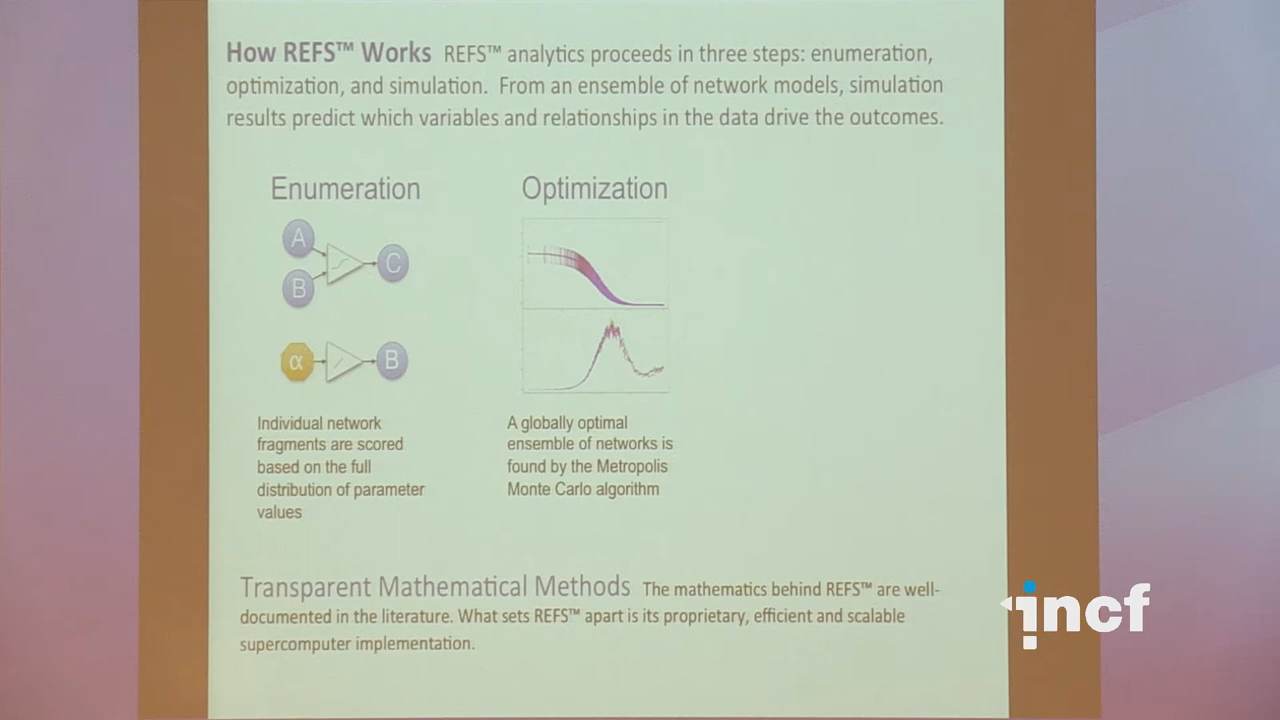 How REFS™ Works REFS™ analytics proceeds in three steps: enumeration,
optimization, and simulation. From an ensemble of network models, simulation
results predict which variables and relationships in the data drive the outcomes.
Enumeration
Optimization
A
B
C
α
B
Individual network
fragments are scored
based on the full
distribution of parameter
values
A globally optimal
ensemble of networks is
found by the Metropolis
Monte Carlo algorithm
Transparent Mathematical Methods The mathematics behind REFS™ are well-
documented in the literature. What sets REFS™ apart is its proprietary, efficient and scalable
supercomputer implementation.
incf